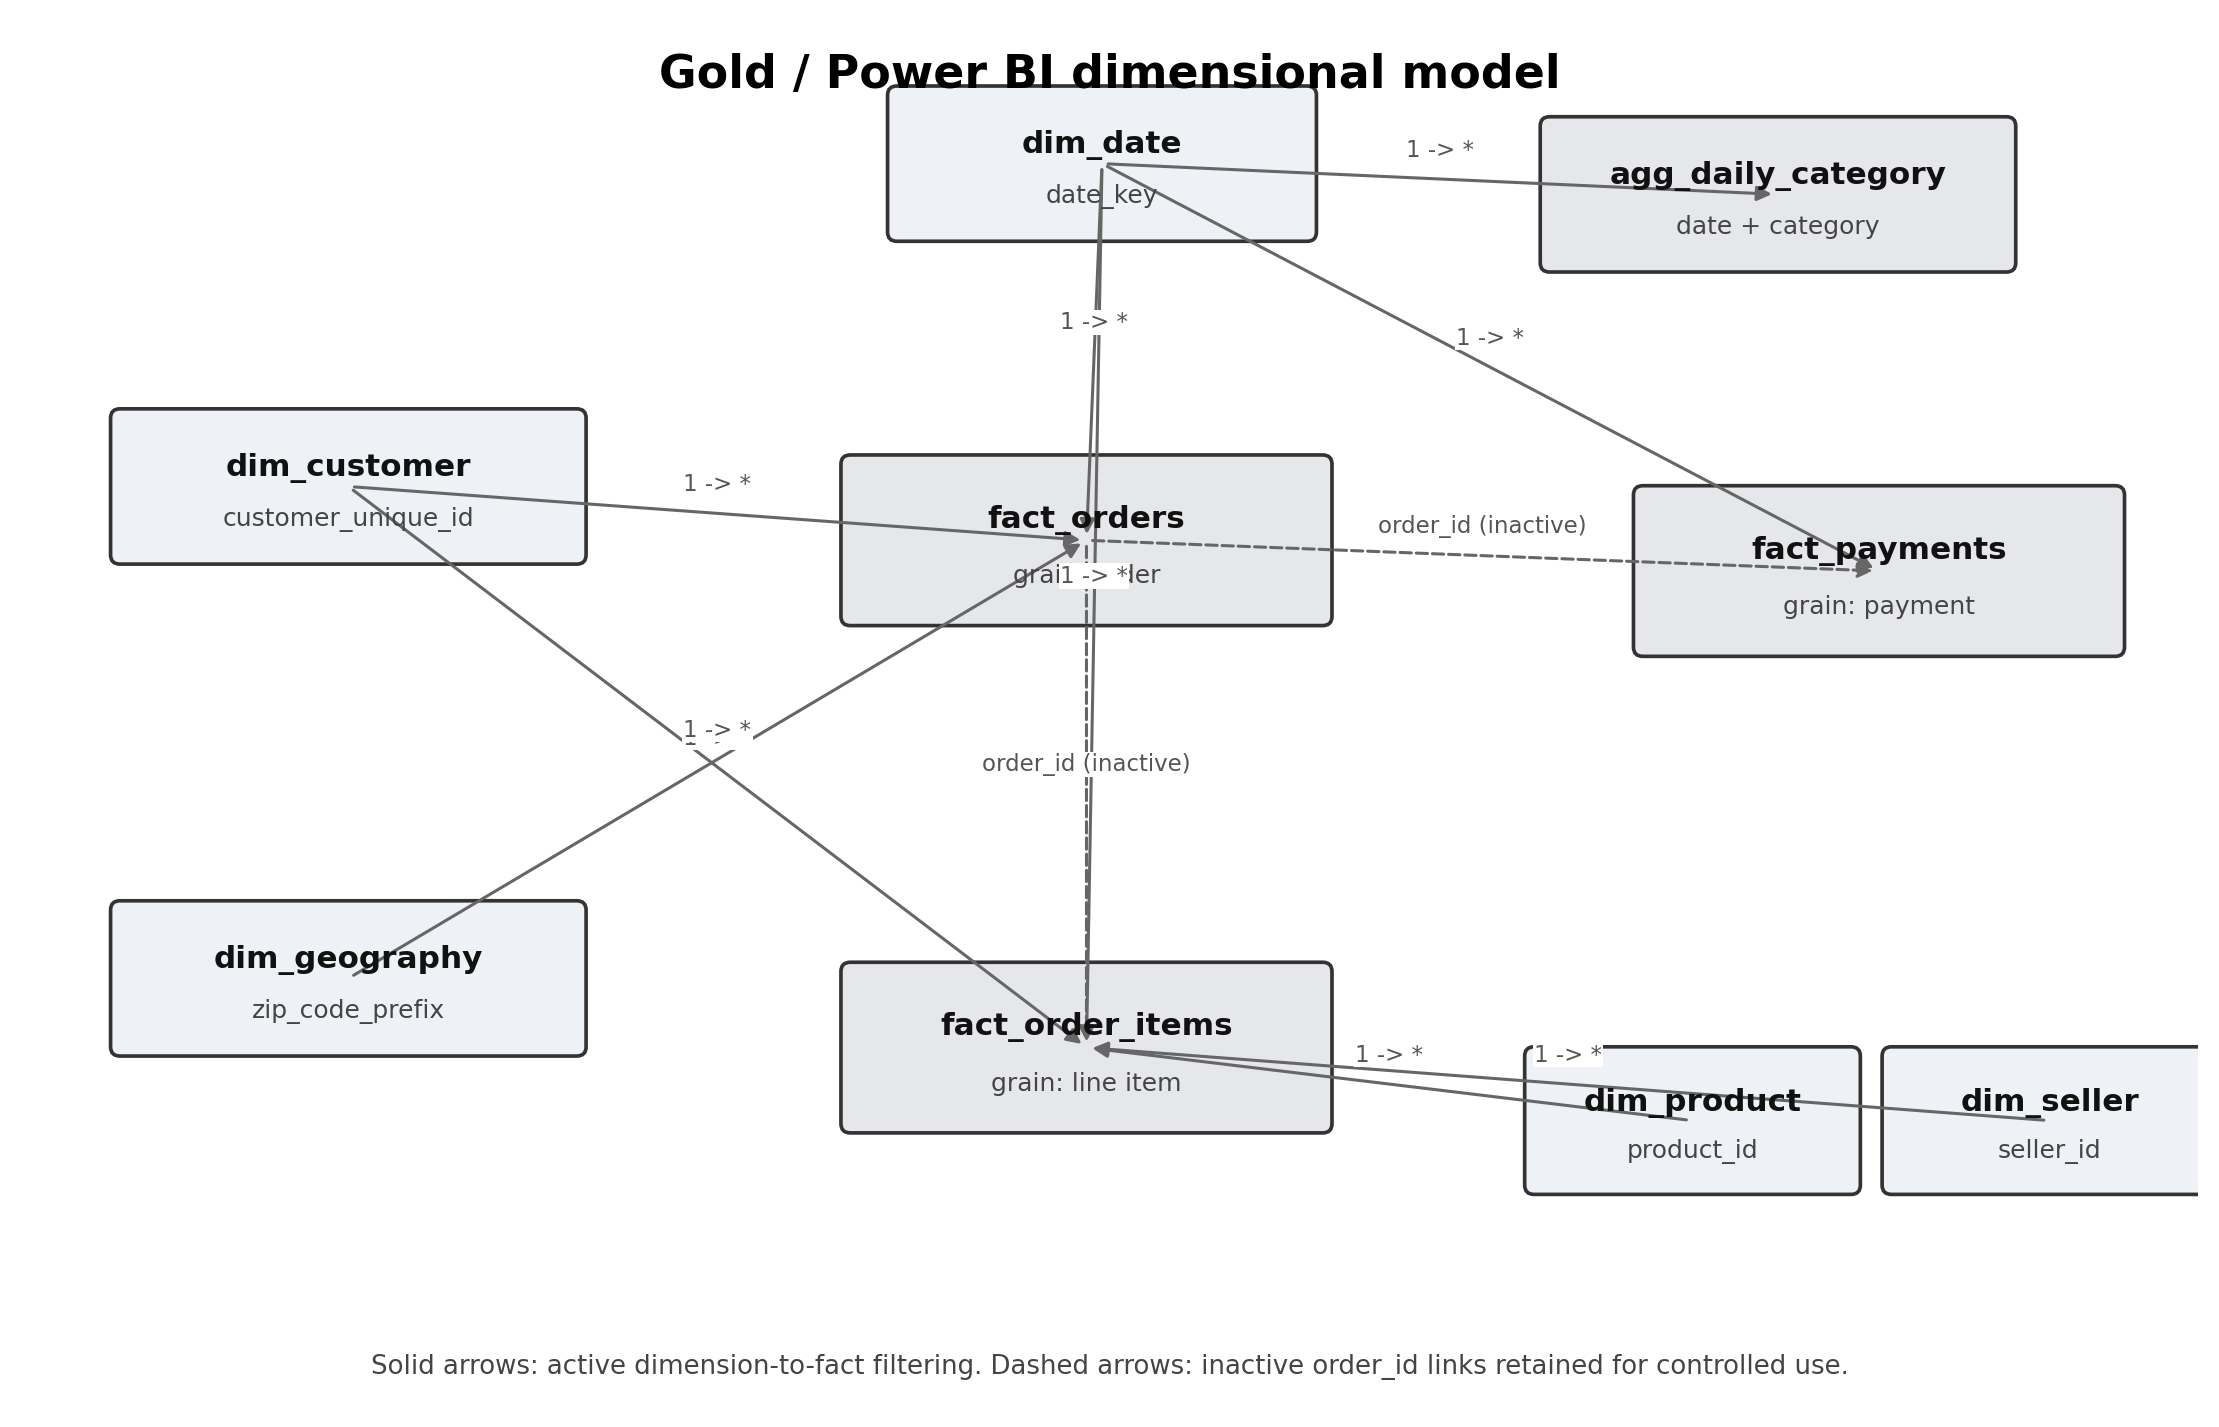 Gold / Power BI dimensional model
dim_date
date_key
1 -> *
agg_daily_category
date + category
1 -> *
1 -> *
dim_customer
customer_unique_id
1 -> *
fact_orders
1 -> *
order_id (inactive)
fact_payments
grain: payment
1 -> *
order_id (inactive)
dim_geography
zip_code_prefix
fact_order_items
grain: line item
1 -> *
1 -> *
dim_product
product_id
dim_seller
seller_id
Solid arrows: active dimension-to-fact filtering. Dashed arrows: inactive order_id links retained for controlled use.